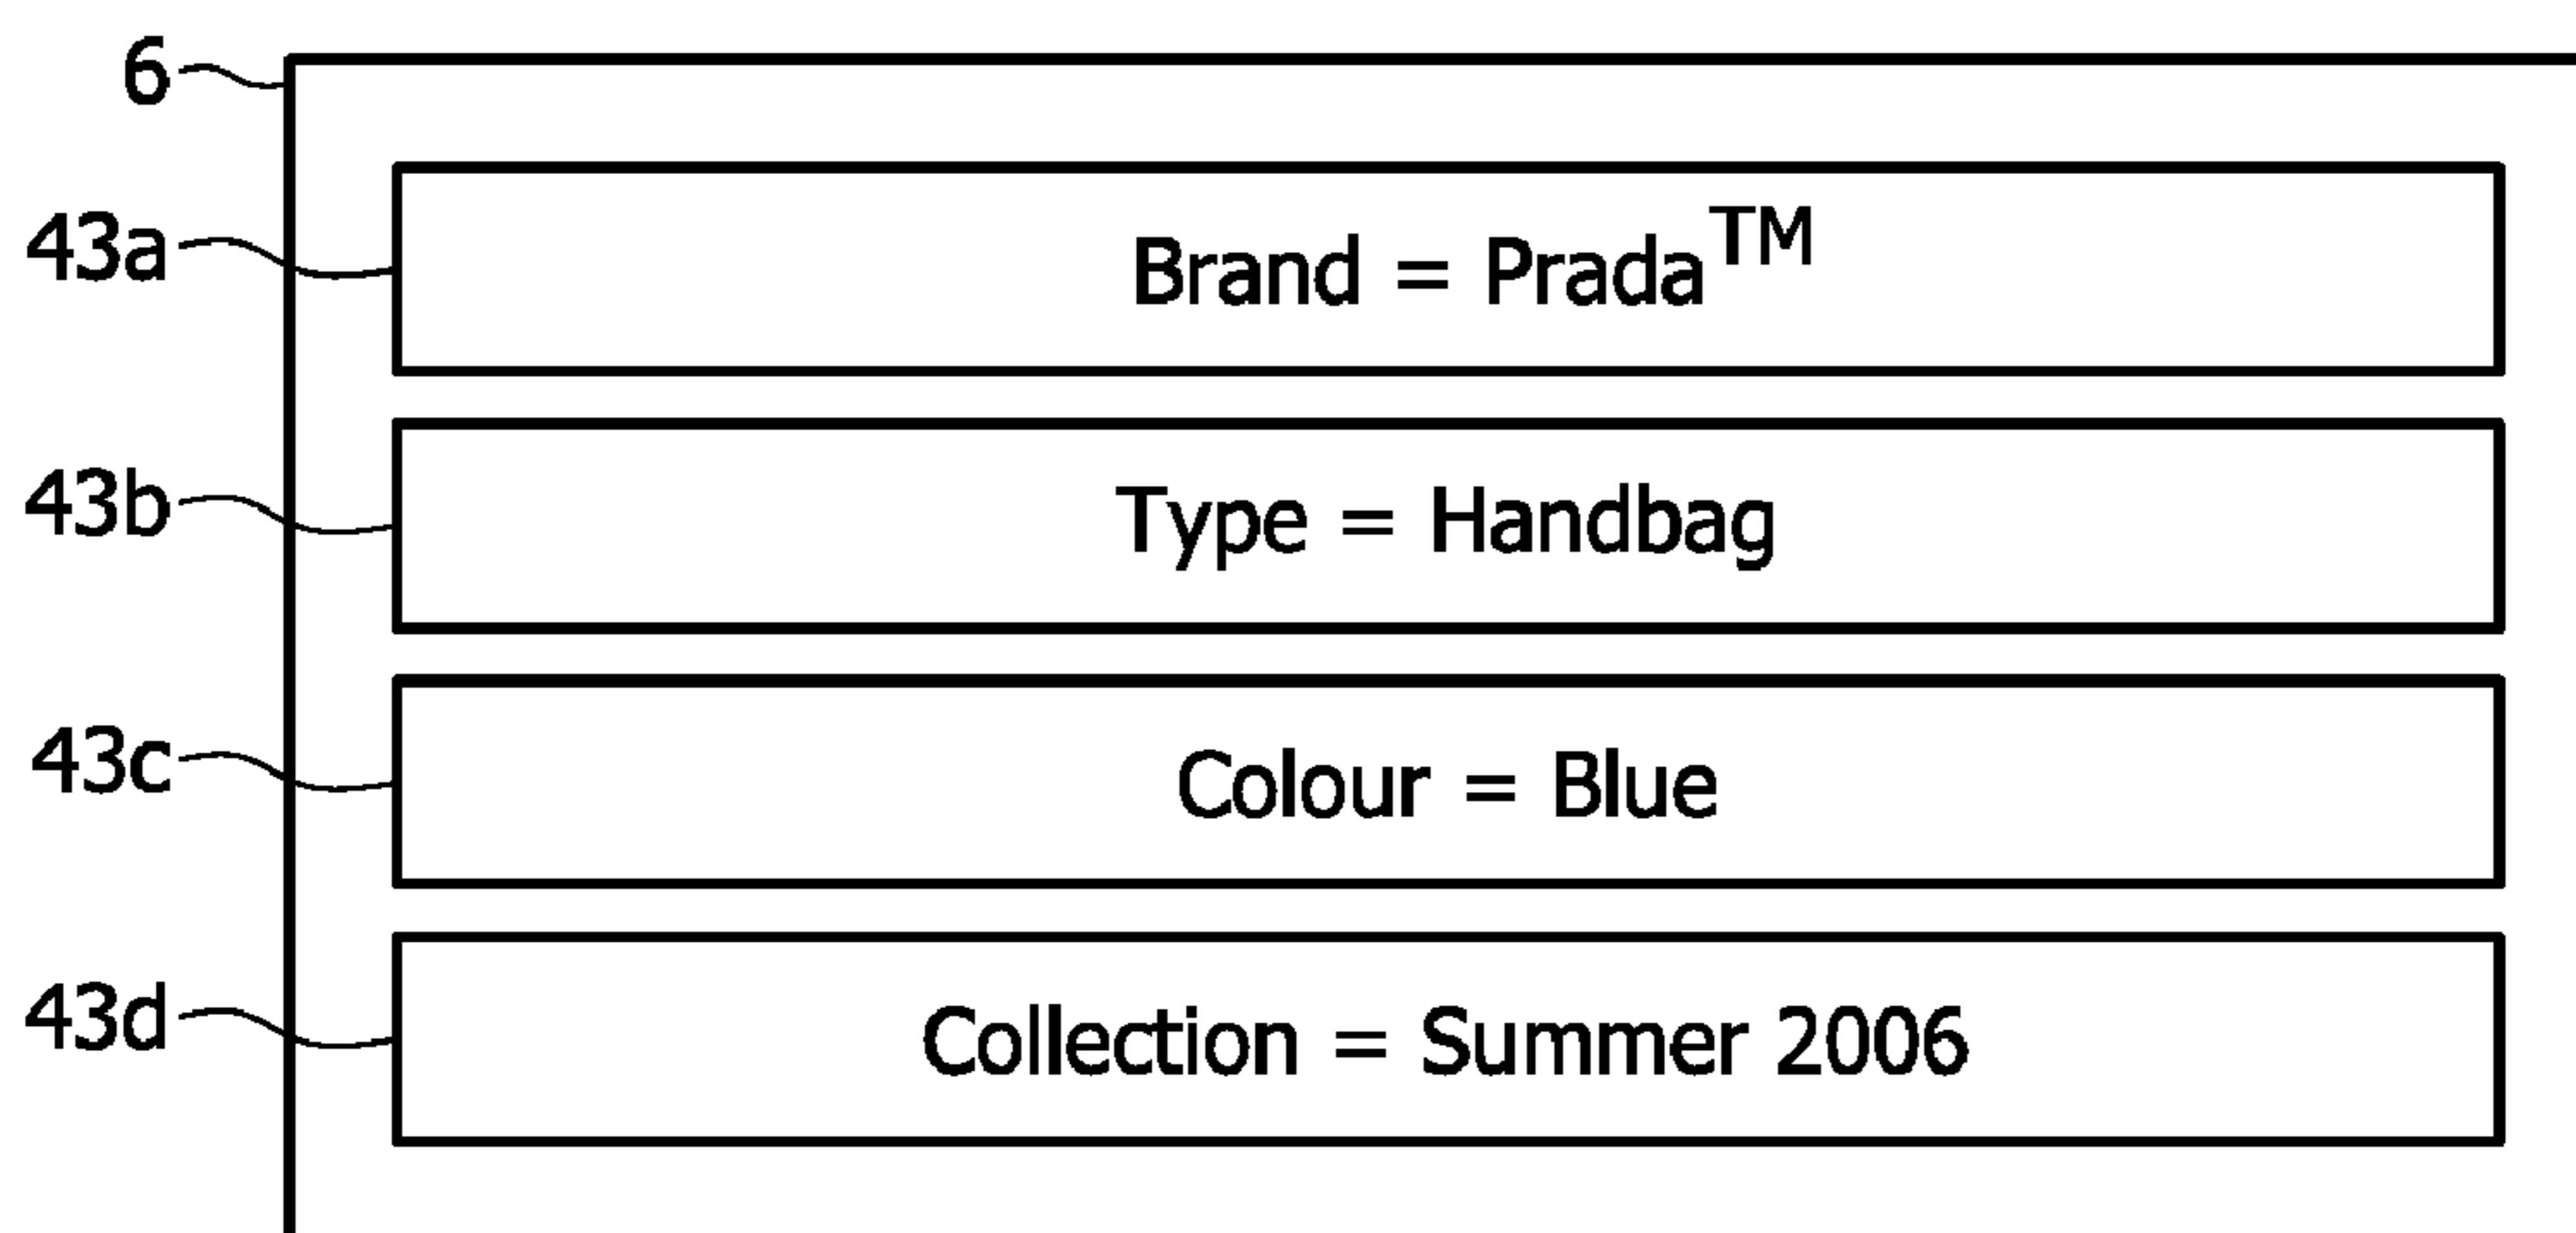 6
43a Brand = Prada™
43b Type = Handbag
43c Colour = Blue
43d Collection = Summer 2006